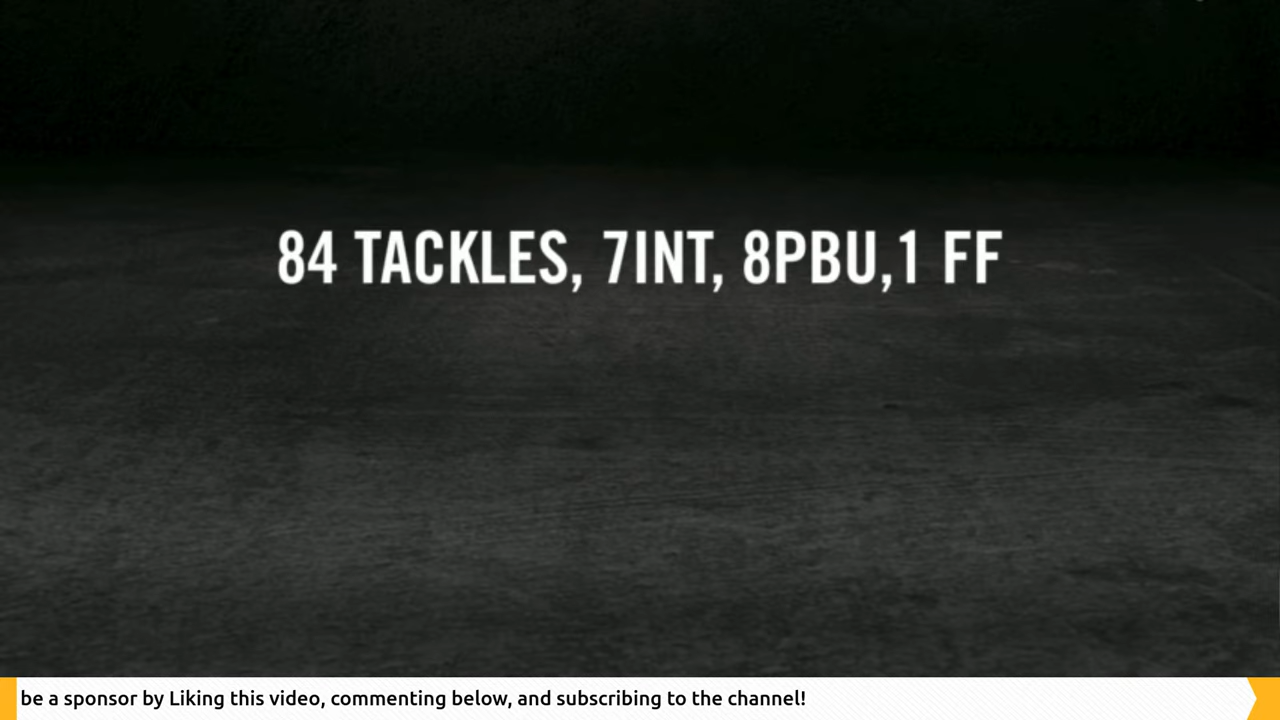 84 TACKLES, 7INT, 8PBU,1 FF
be a sponsor by Liking this video, commenting below, and subscribing to the channel!